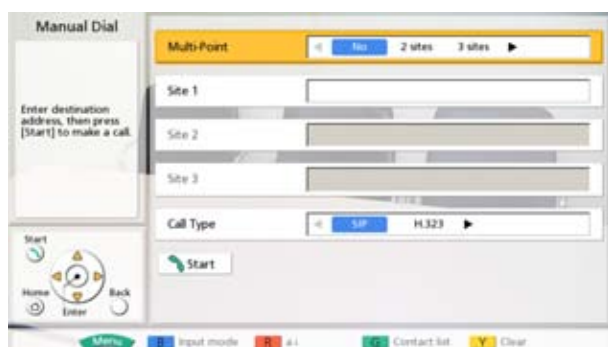 Manual Dial
Enter destination
address, then press
[Start] to make a call.
Multi-Point No 2 sites 3 sites
Site 1
Site 2
Site 3
Call Type SIP H.323
Start
Start
Home Enter Back
Menu B Input mode R G Contact list Y Clear